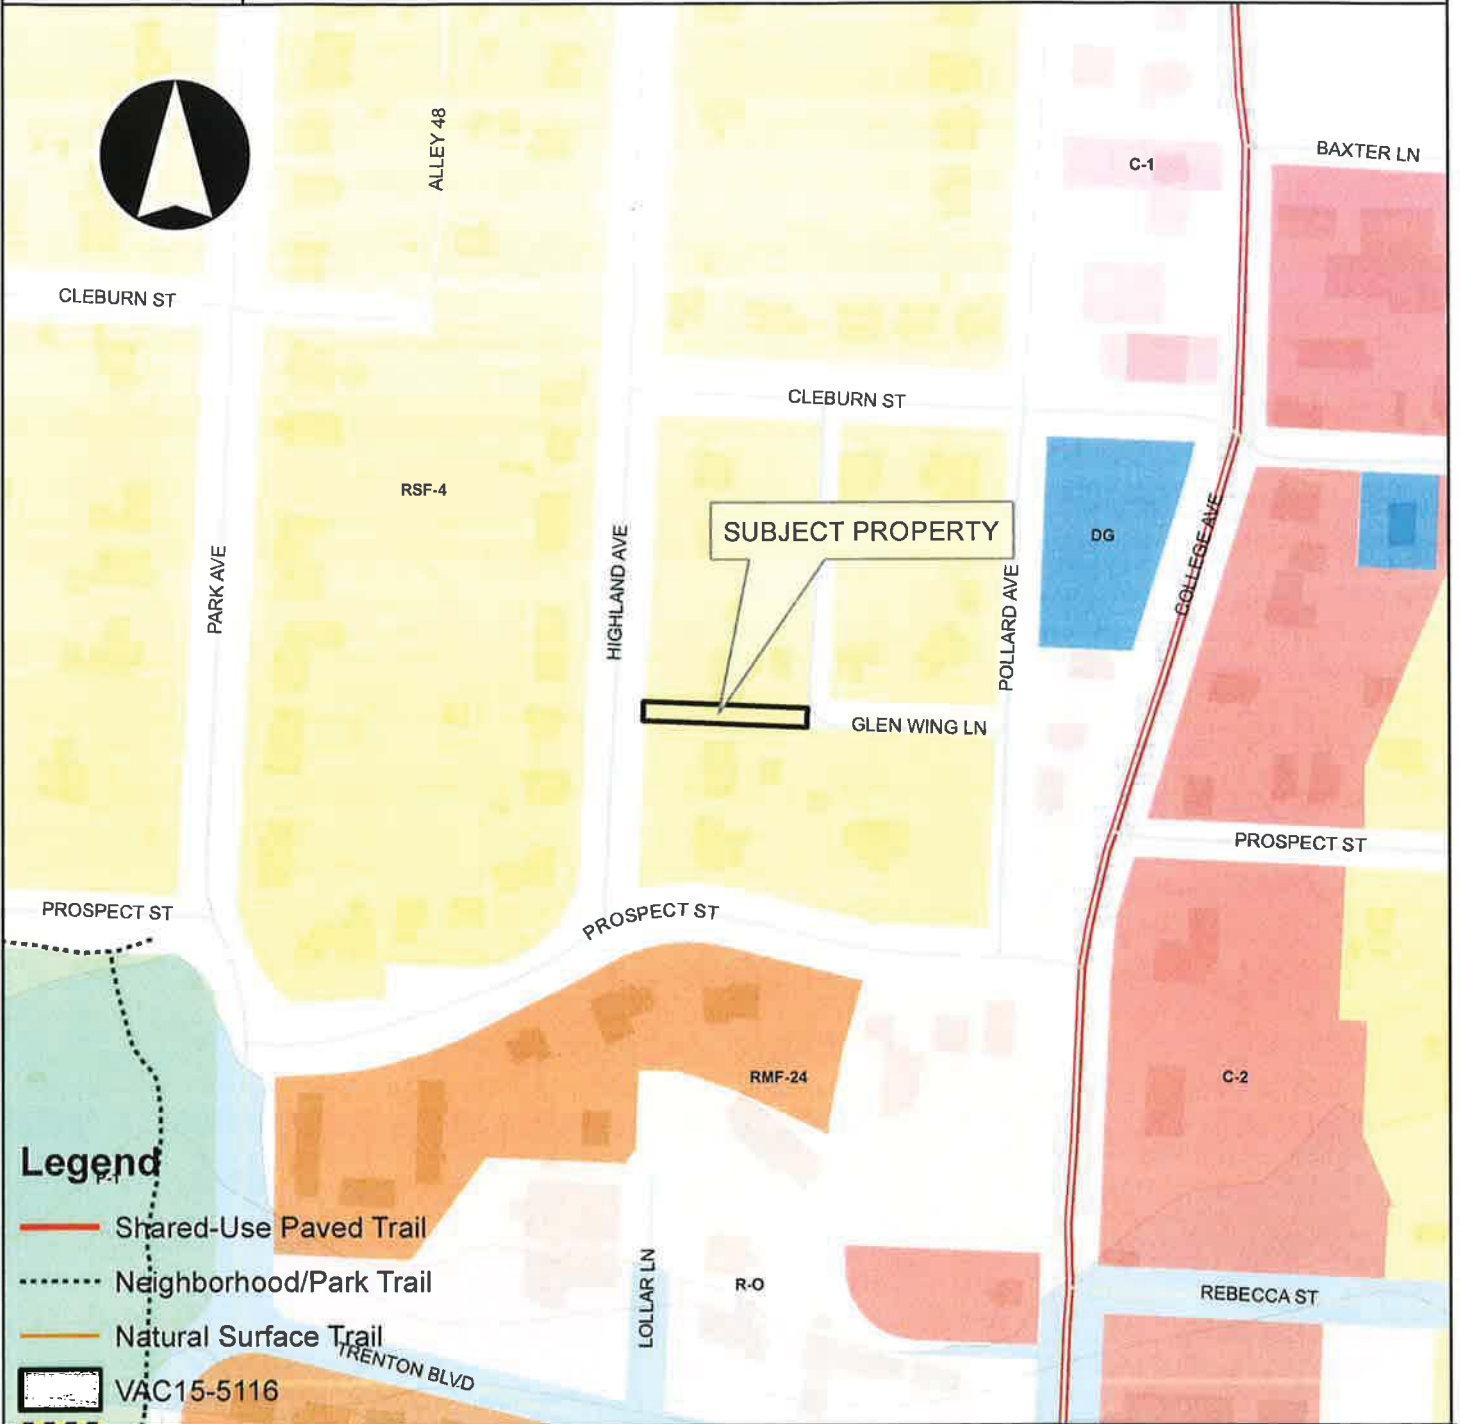 ALLEY 48
BAXTER LN
C-1
CLEBURN ST
CLEBURN ST
RSF-4
SUBJECT PROPERTY
DG
COLLEGE AVE
PARK AVE
HIGHLAND AVE
POLLARD AVE
GLEN WING LN
PROSPECT ST
PROSPECT ST
PROSPECT ST
RMF-24
C-2
Legend
P-1
Shared-Use Paved Trail
Neighborhood/Park Trail
Natural Surface Trail
VAC15-5116
LOLLAR LN
R-O
REBECCA ST
TRENTON BLVD